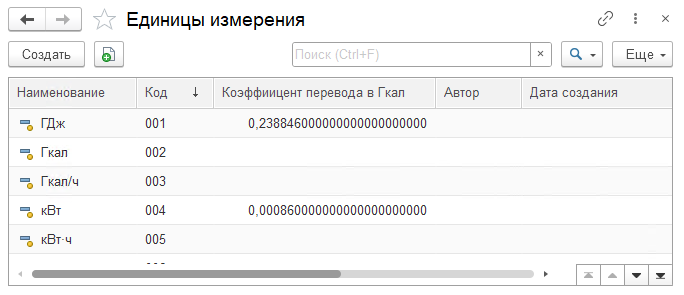 Единицы измерения
Создать
Поиск (Ctrl+F)
×
Еще
Наименование Код ↓ Коэффиицент перевода в Гкал Автор Дата создания
ГДж 001 0,238846000000000000000000
Гкал 002
Гкал/ч 003
кВт 004 0,000860000000000000000000
кВт·ч 005